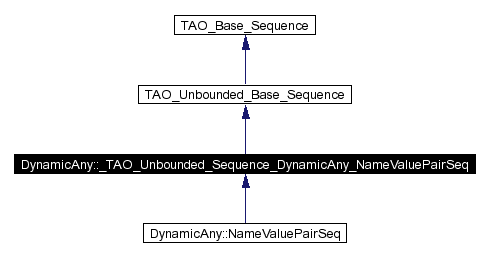 TAO_Base_Sequence
TAO_Unbounded_Base_Sequence
DynamicAny::_TAO_Unbounded_Sequence_DynamicAny_NameValuePairSeq
DynamicAny::NameValuePairSeq